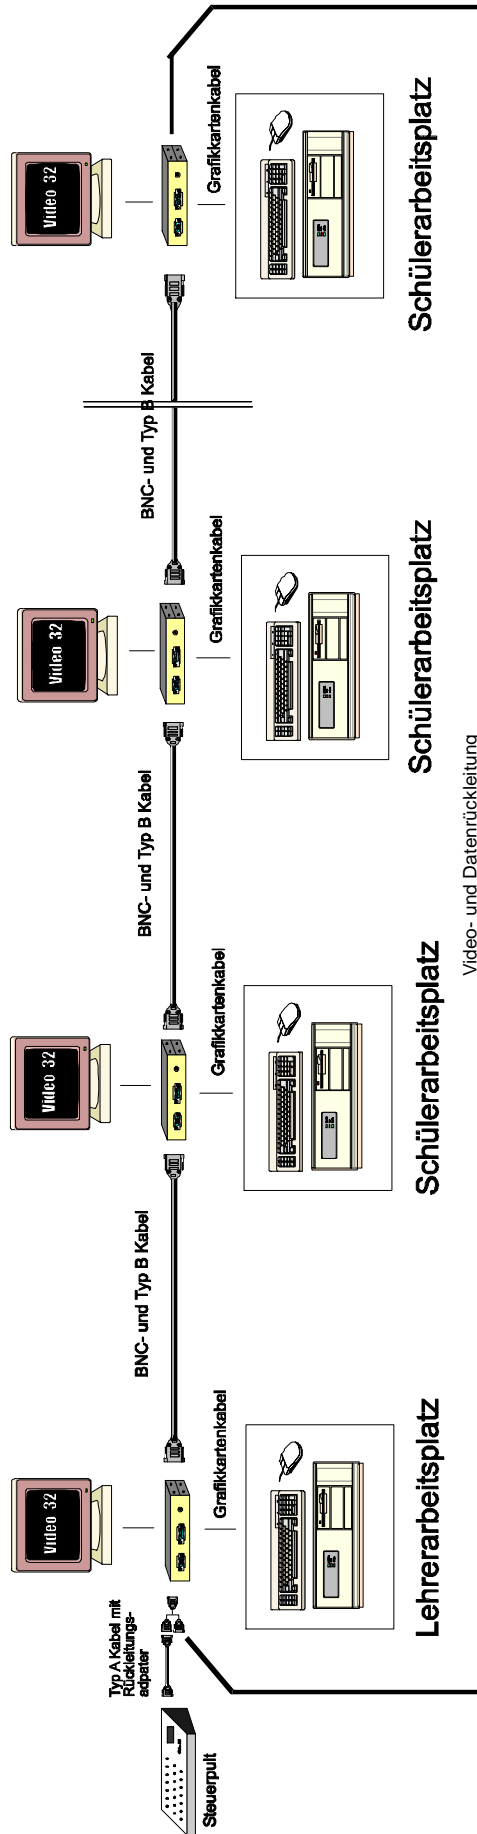 Video 32
Video 32
Video 32
Video 32
Typ A Kabel mit
Rückleitungs-
adpater
BNC- und Typ B Kabel
BNC- und Typ B Kabel
BNC- und Typ B Kabel
Steuerpult
Grafikkartenkabel
Grafikkartenkabel
Grafikkartenkabel
Grafikkartenkabel
Lehrerarbeitsplatz
Schülerarbeitsplatz
Schülerarbeitsplatz
Schülerarbeitsplatz
Video- und Datenrückleitung